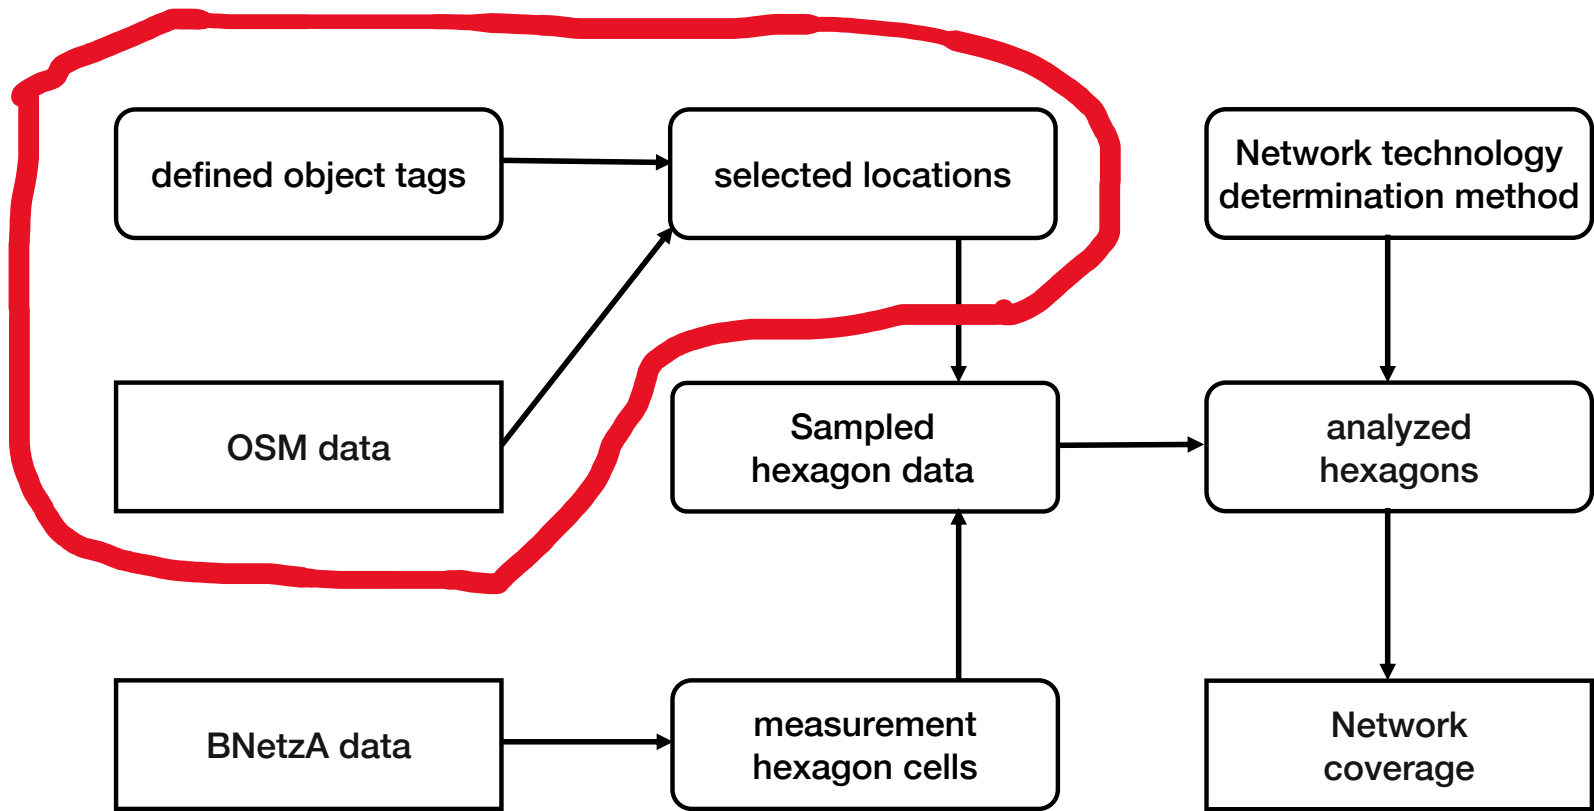 defined object tags
selected locations
Network technology
determination method
OSM data
Sampled
hexagon data
analyzed
hexagons
BNetzA data
measurement
hexagon cells
Network
coverage